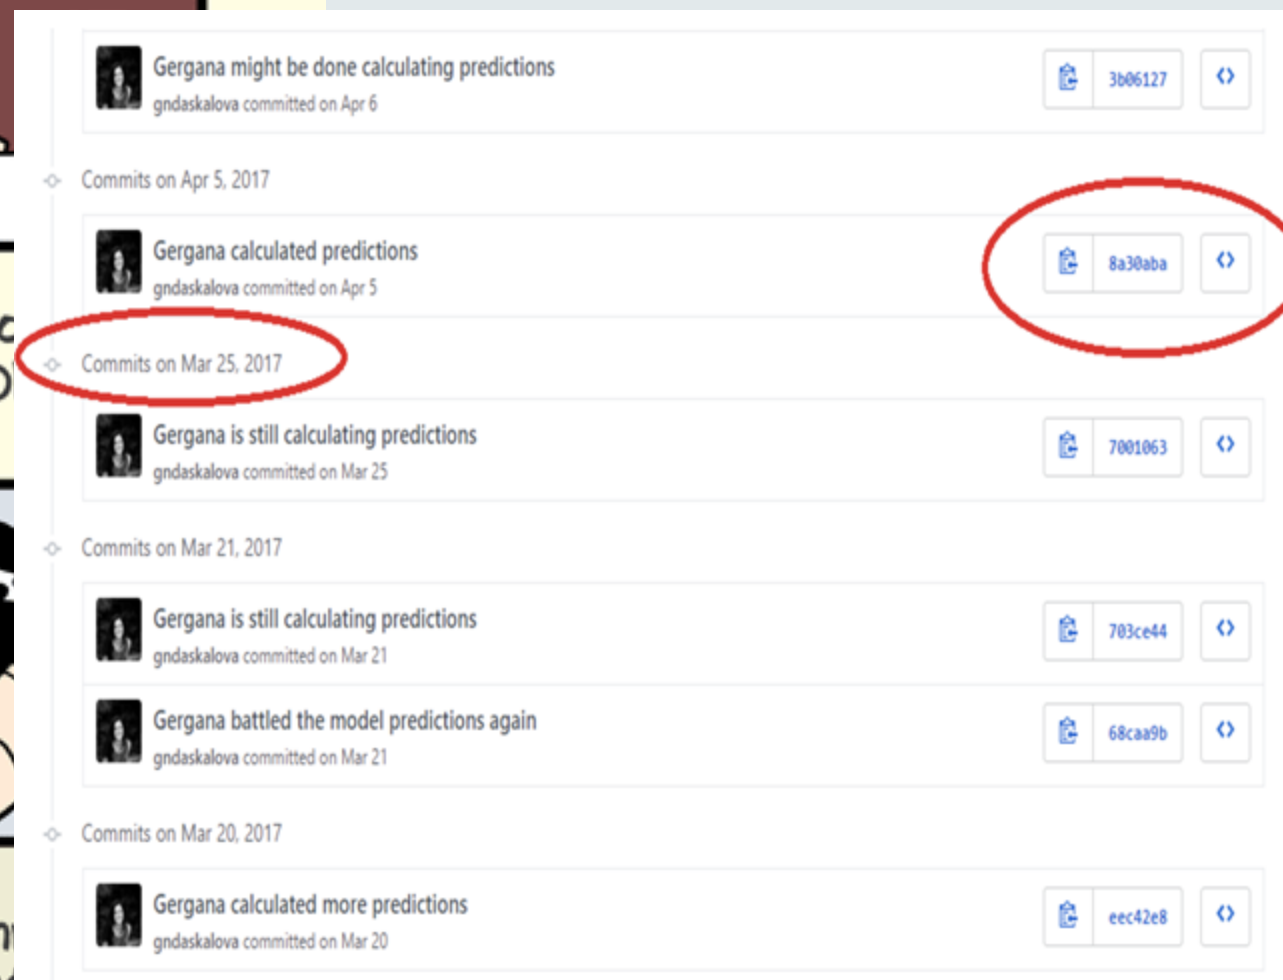 Gergana might be done calculating predictions
gndaskalova committed on Apr 6
3b06127
Commits on Apr 5, 2017
Gergana calculated predictions
gndaskalova committed on Apr 5
8a30aba
Commits on Mar 25, 2017
Gergana is still calculating predictions
gndaskalova committed on Mar 25
7001063
Commits on Mar 21, 2017
Gergana is still calculating predictions
gndaskalova committed on Mar 21
703ce44
Gergana battled the model predictions again
gndaskalova committed on Mar 21
68caa9b
Commits on Mar 20, 2017
Gergana calculated more predictions
gndaskalova committed on Mar 20
eec42e8